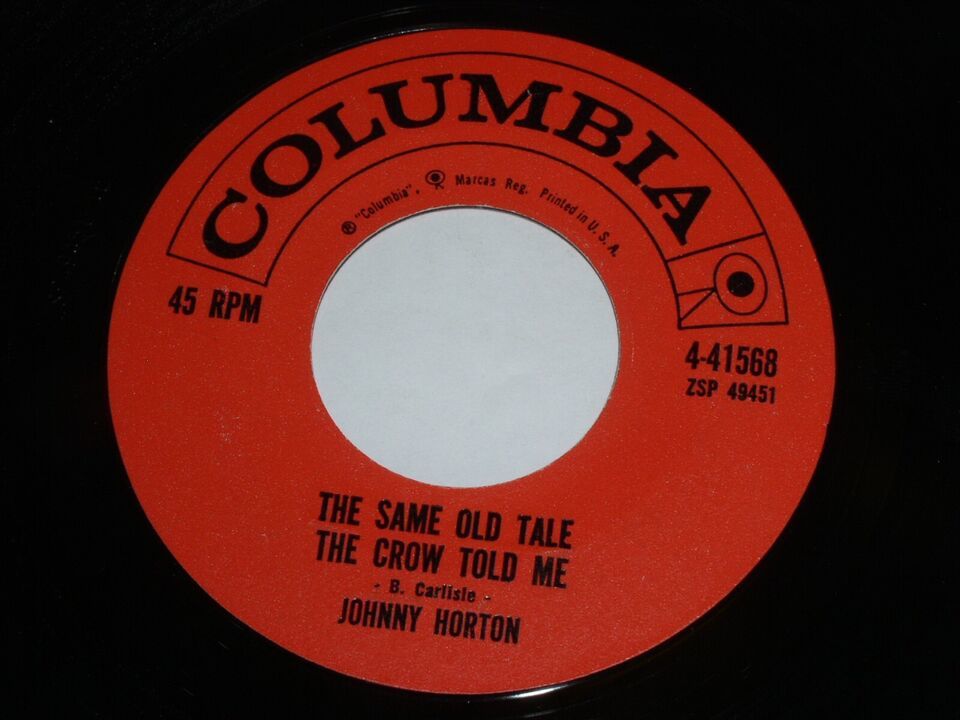 COLUMBIA
® "Columbia", Marcas Reg. Printed in U. S. A.
45 RPM
4-41568
ZSP 49451
THE SAME OLD TALE
THE CROW TOLD ME
- B. Carlisle -
JOHNNY HORTON